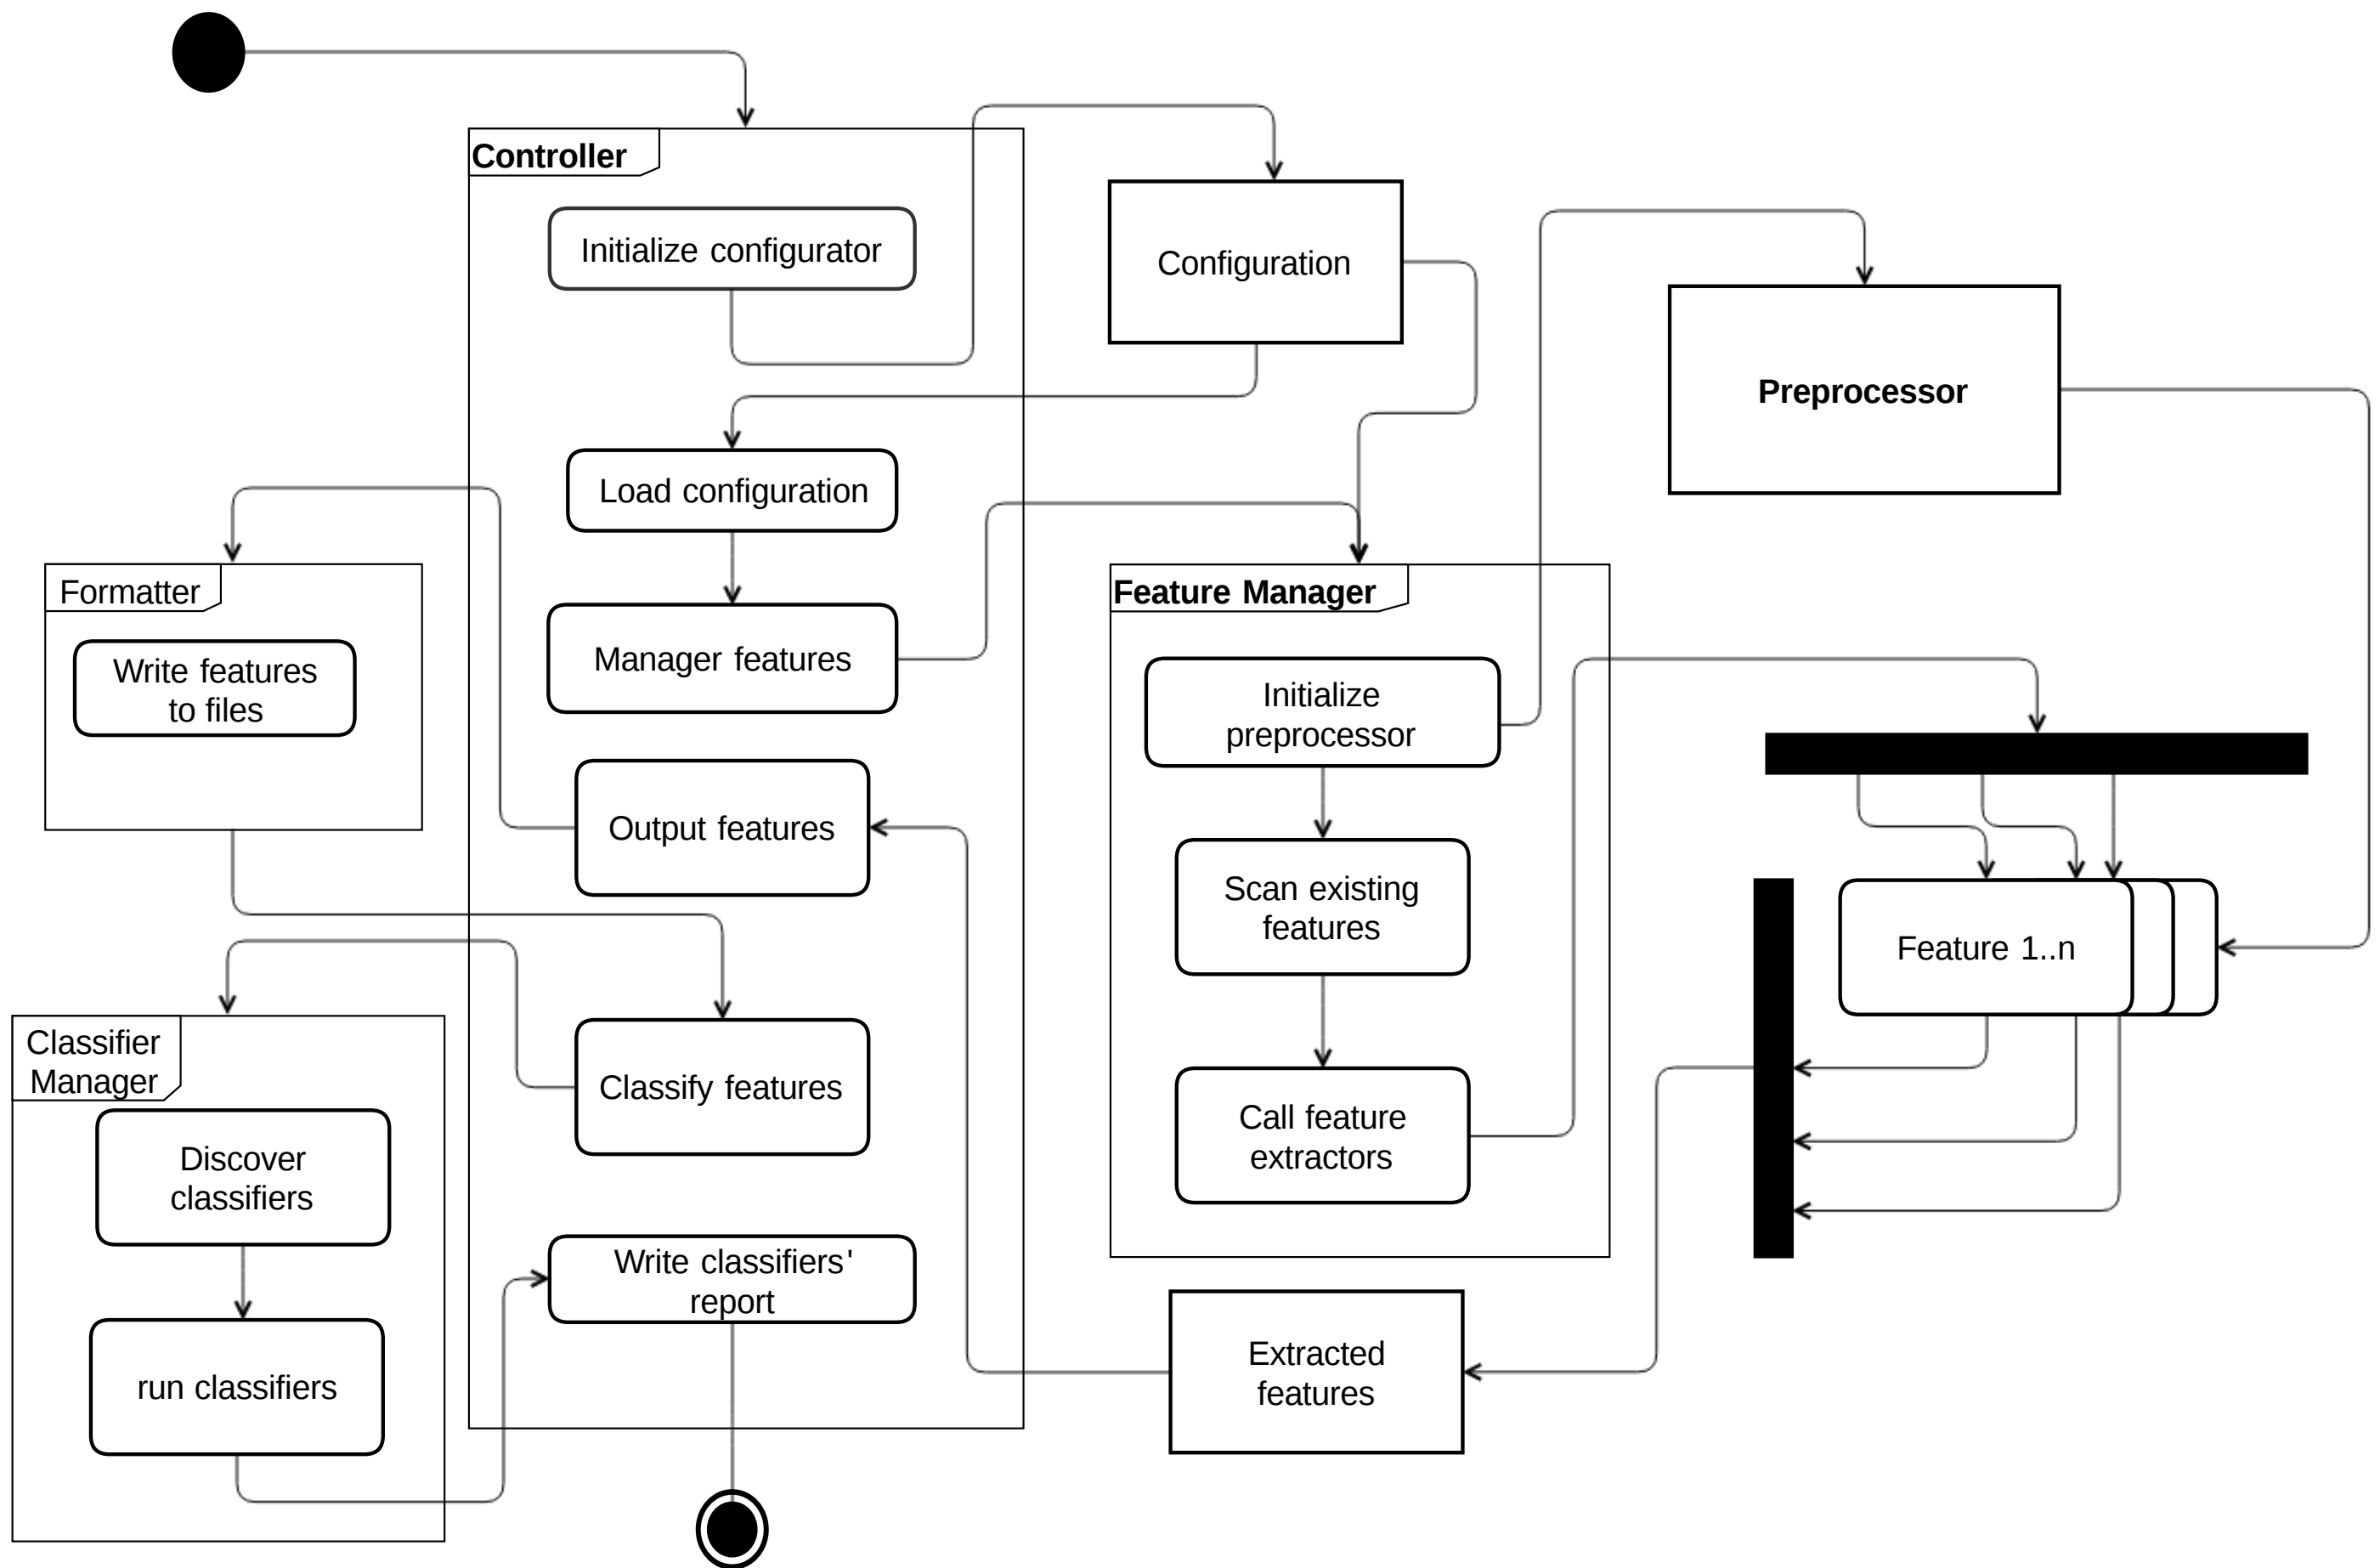 Controller
Initialize configurator
Configuration
Preprocessor
Load configuration
Formatter
Write features
to files
Manager features
Feature Manager
Initialize
preprocessor
Output features
Scan existing
features
Feature 1..n
Classifier
Manager
Discover
classifiers
Classify features
Call feature
extractors
Write classifiers'
report
run classifiers
Extracted
features